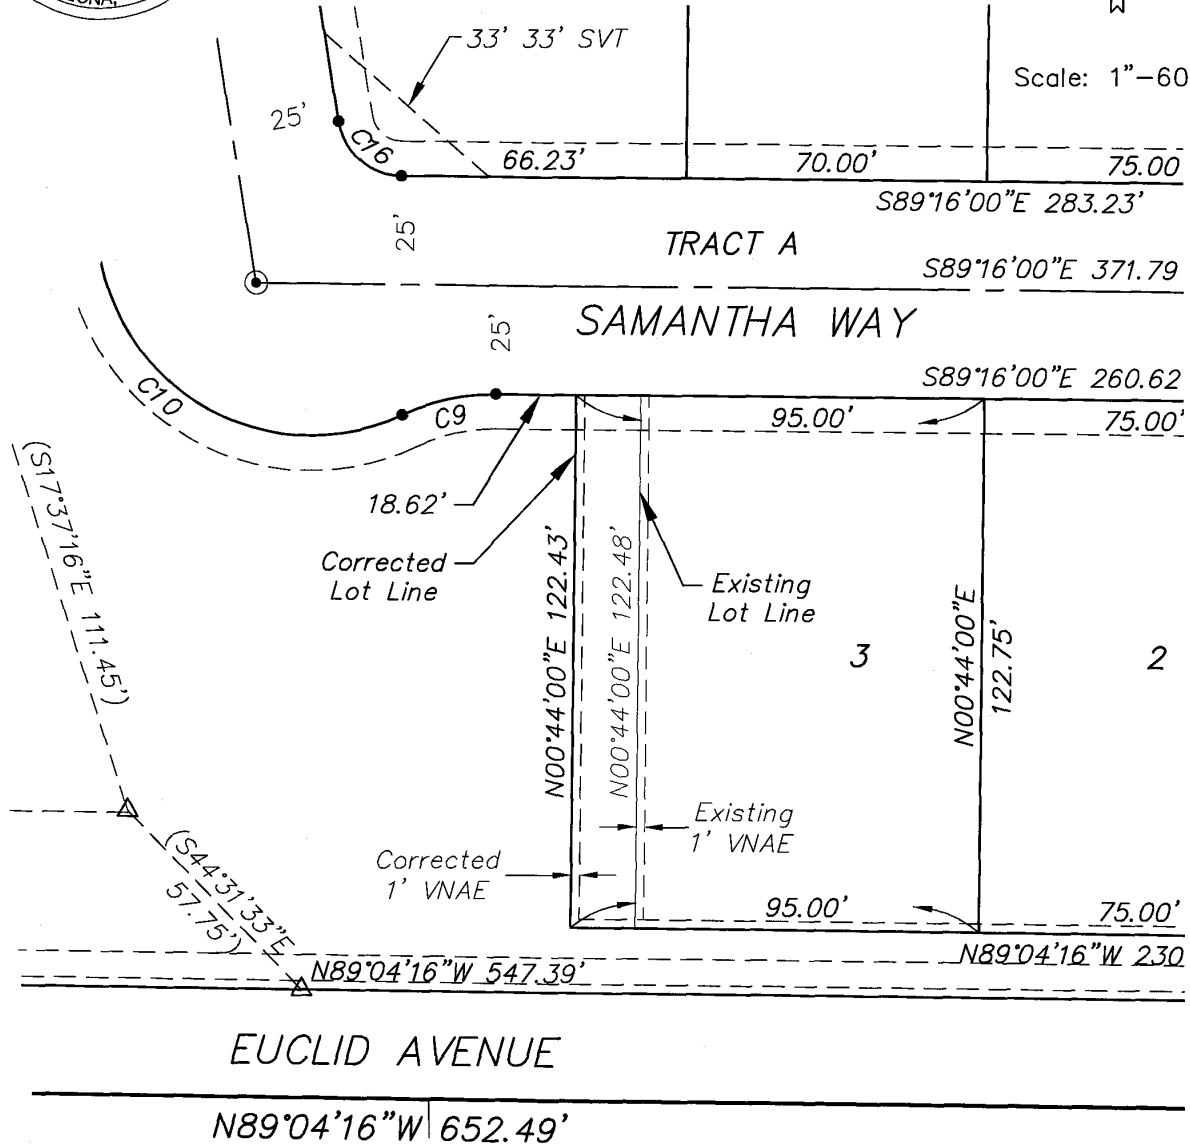 33' 33' SVT
Scale: 1"-60
25'
C16
66.23'
70.00'
75.00
S89°16'00"E 283.23'
25'
TRACT A
S89°16'00"E 371.79
SAMANTHA WAY
25'
S89°16'00"E 260.62
C10
C9
95.00'
75.00'
18.62'
(S17°37'16"E 111.45')
Corrected
Lot Line
N00°44'00"E 122.43'
N00°44'00"E 122.48'
Existing
Lot Line
3
N00°44'00"E
122.75'
2
Existing
1' VNAE
Corrected
1' VNAE
(S44°31'33"E
57.75')
95.00'
75.00'
N89°04'16"W 230
N89°04'16"W 547.39'
EUCLID AVENUE
N89°04'16"W 652.49'